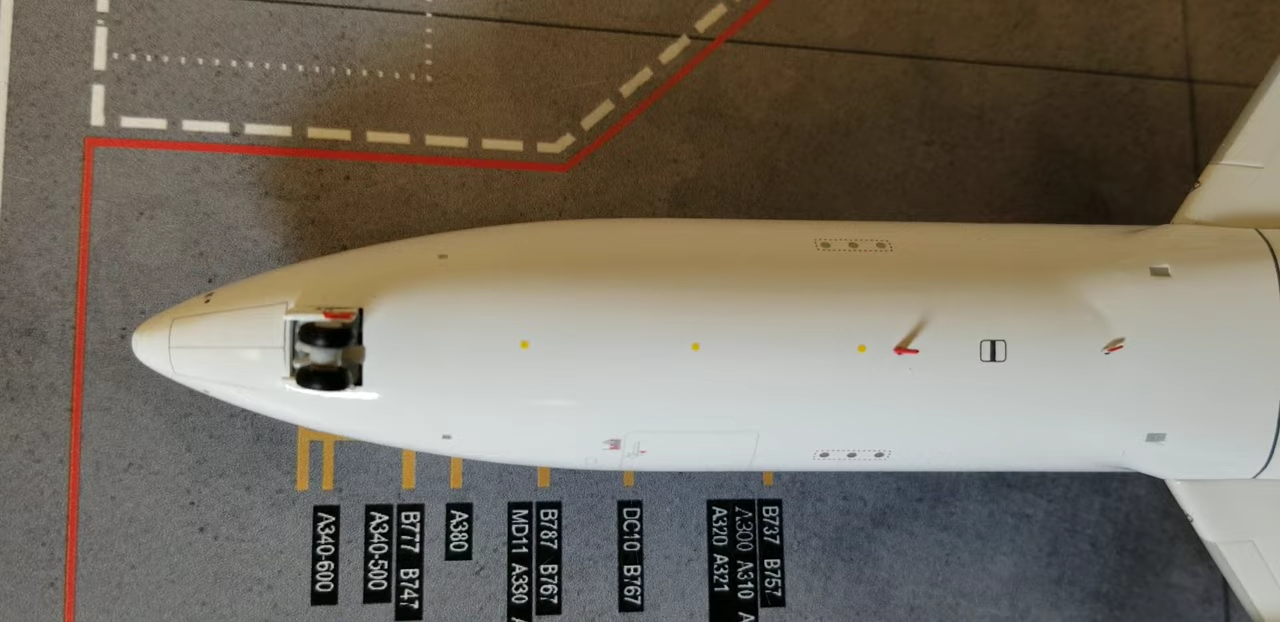 A340-600
A340-500
B777 B747
A380
MD11 A330
B787 B767
DC10 B767
A320 A321
A300 A310 A
B737 B757